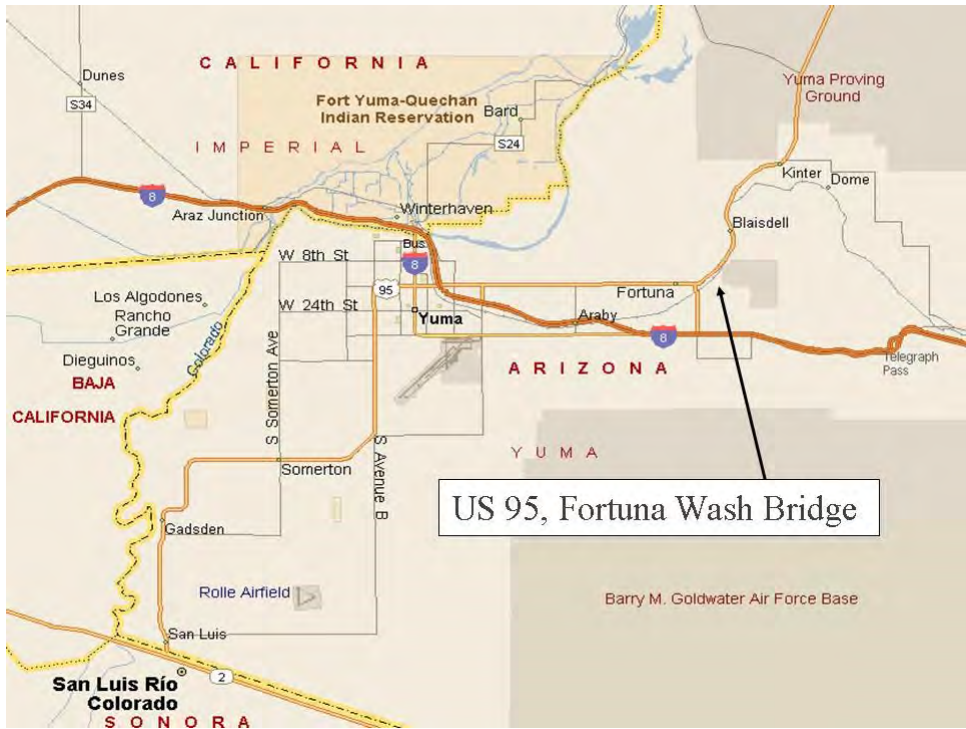 CALIFORNIA
Dunes
S34
Yuma Proving
Ground
Fort Yuma-Quechan
Indian Reservation
Bard
S24
IMPERIAL
Kinter
Dome
8
Araz Junction
Winterhaven
Blaisdell
Bus
8
W 8th St
95
Fortuna
Los Algodones
W 24th St
Yuma
Rancho
Grande
Araby
8
Colorado
Dieguinos
S Somerton Ave
Telegraph
Pass
BAJA
CALIFORNIA
ARIZONA
YUMA
Somerton
S Avenue B
US 95, Fortuna Wash Bridge
Gadsden
Rolle Airfield
Barry M. Goldwater Air Force Base
San Luis
2
San Luis Río
Colorado
SONORA